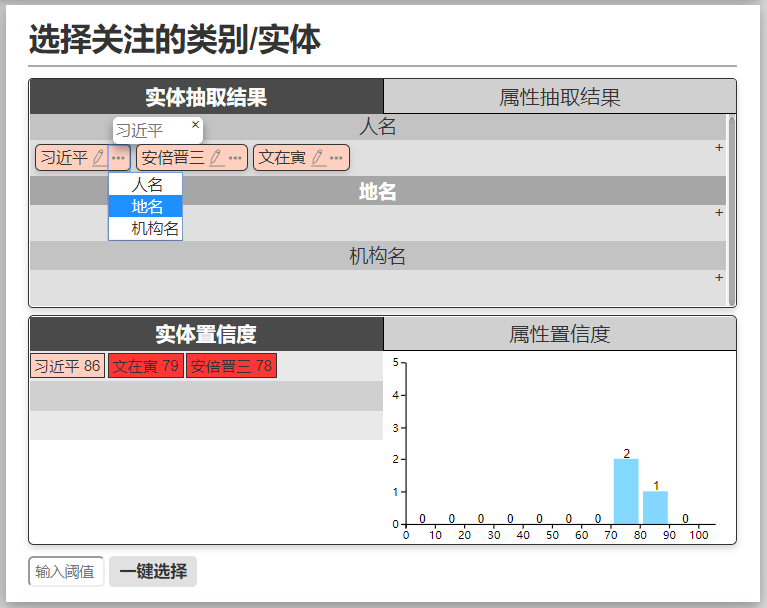 选择关注的类别/实体
实体抽取结果 属性抽取结果
人名
习近平 ×
习近平 ··· 安倍晋三 ··· 文在寅 ··· +
人名
地名
机构名
地名
+
机构名
+
实体置信度 属性置信度
习近平 86 文在寅 79 安倍晋三 78
5
4
3
2
1
0
0 0 0 0 0 0 0 2 1 0
0 10 20 30 40 50 60 70 80 90 100
输入阈值 一键选择